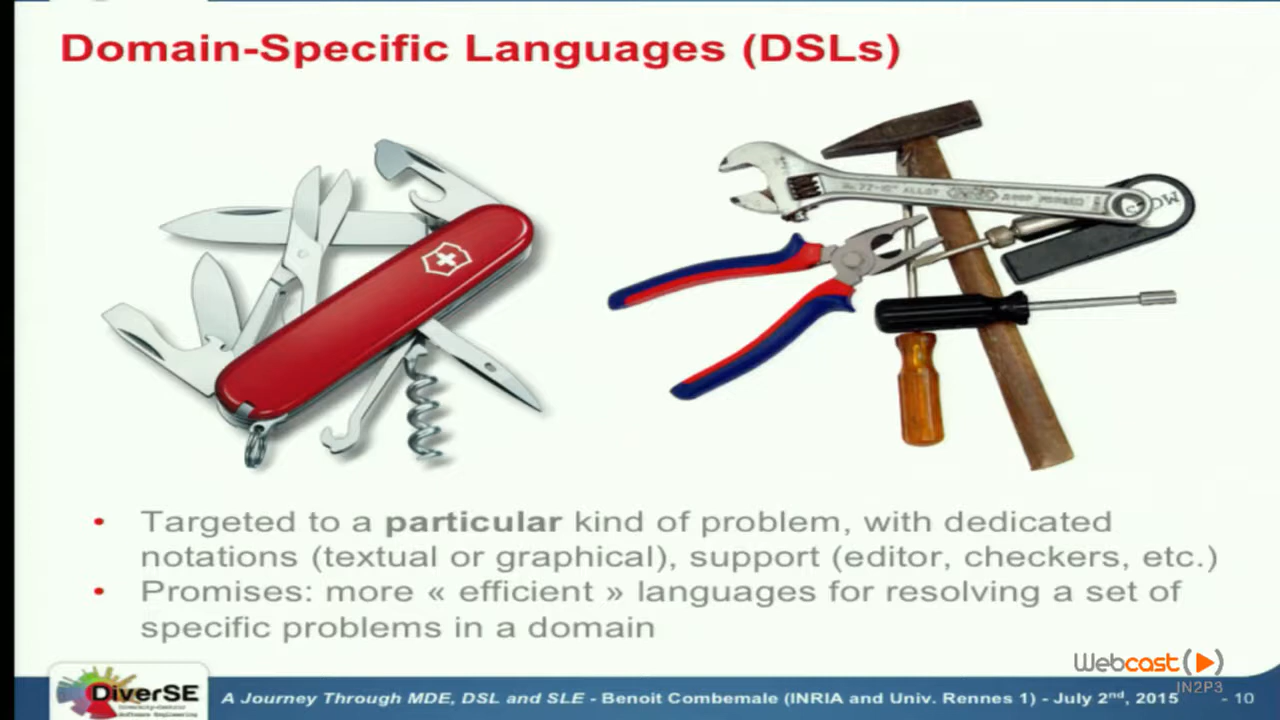 Domain-Specific Languages (DSLs)
• Targeted to a particular kind of problem, with dedicated
notations (textual or graphical), support (editor, checkers, etc.)
• Promises: more « efficient » languages for resolving a set of
specific problems in a domain
Webcast
IN2P3
DiverSE
A Journey Through MDE, DSL and SLE - Benoit Combemale (INRIA and Univ. Rennes 1) - July 2nd, 2015
- 10